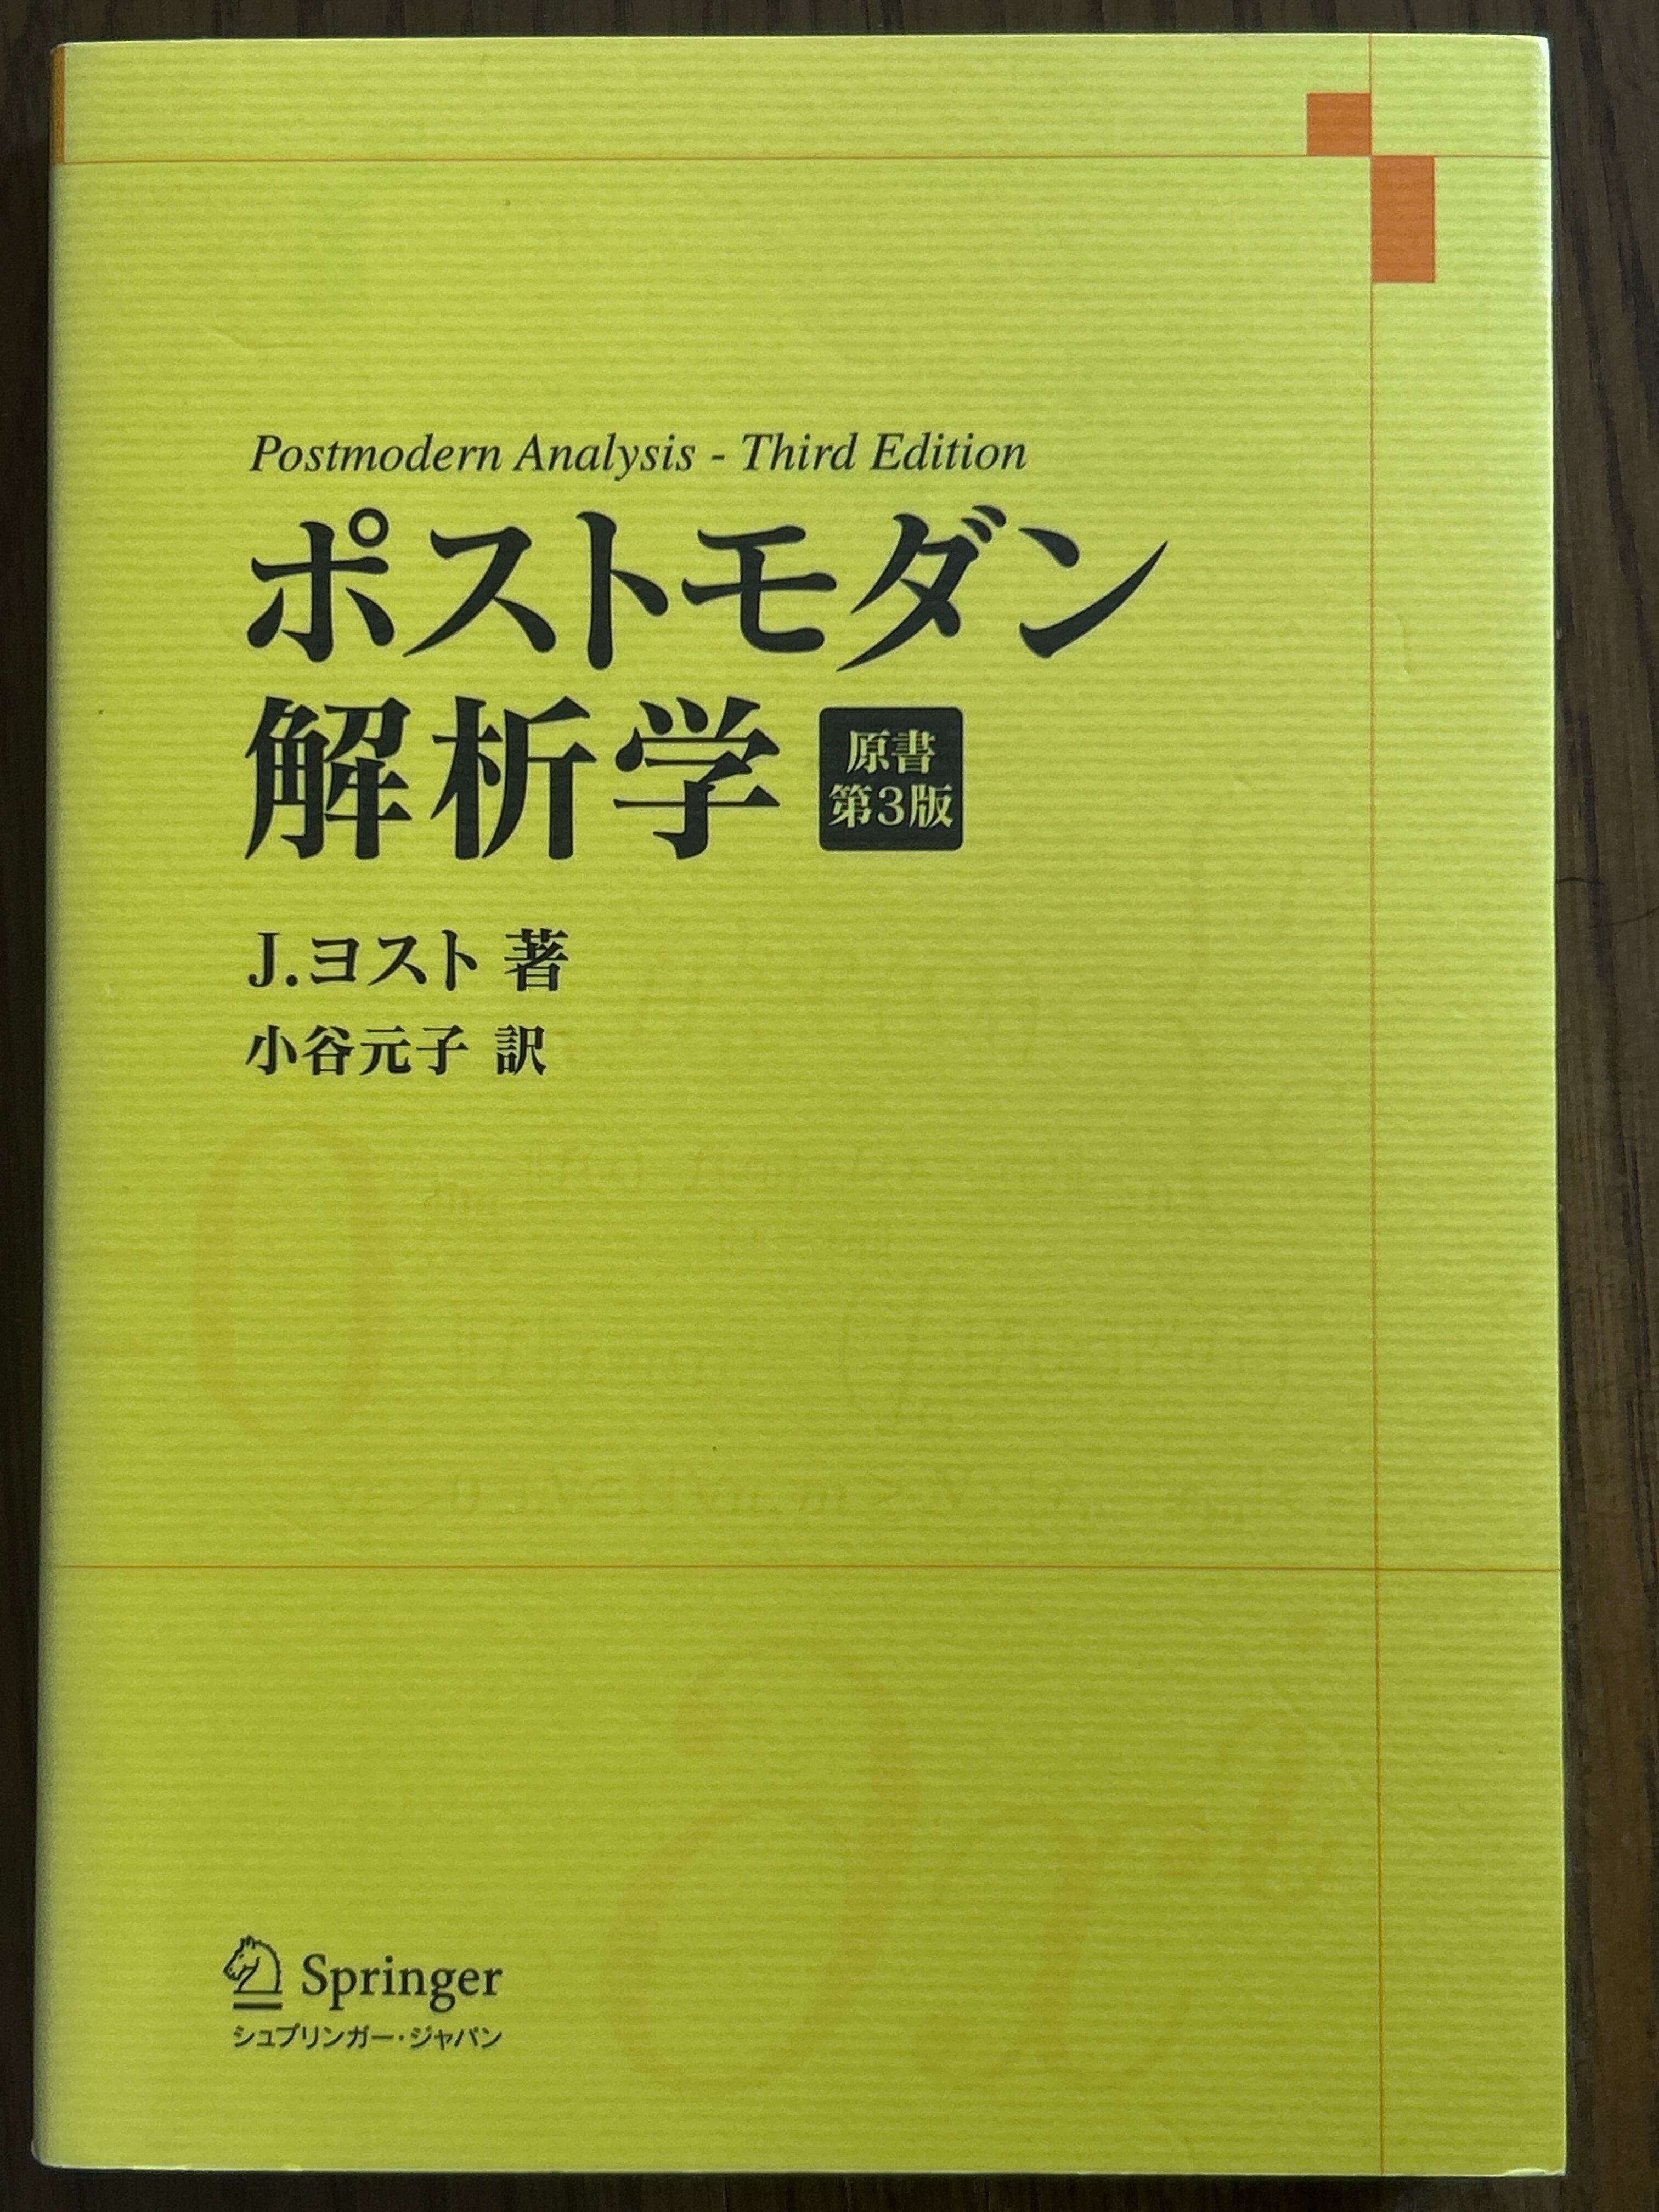 Postmodern Analysis - Third Edition
ポストモダン
解析学
原書
第3版
J.ヨスト 著
小谷元子 訳
Springer
シュプリンガー・ジャパン